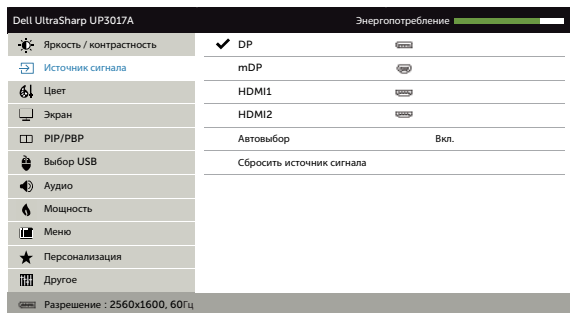 Dell UltraSharp UP3017A Энергопотребление
Яркость / контрастность
DP
Источник сигнала
mDP
Цвет
HDMI1
Экран
HDMI2
PIP/PBP
Автовыбор Вкл.
Выбор USB
Сбросить источник сигнала
Аудио
Мощность
Меню
Персонализация
Другое
Разрешение : 2560x1600, 60Гц